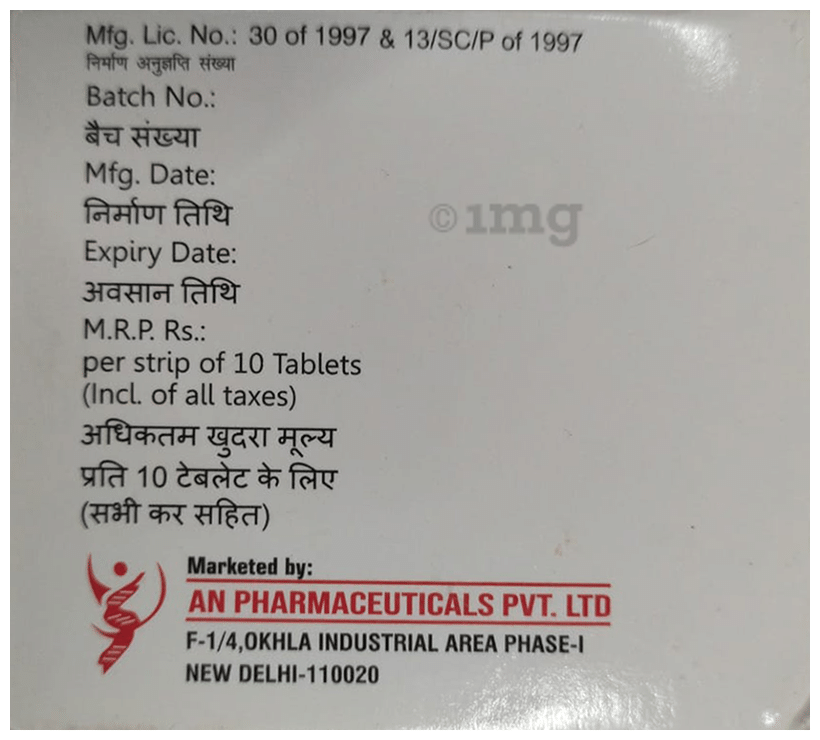 Mfg. Lic. No.: 30 of 1997 & 13/SC/P of 1997
निर्माण अनुज्ञप्ति संख्या
Batch No.:
बैच संख्या
Mfg. Date:
निर्माण तिथि
©1mg
Expiry Date:
अवसान तिथि
M.R.P. Rs.:
per strip of 10 Tablets
(Incl. of all taxes)
अधिकतम खुदरा मूल्य
प्रति 10 टेबलेट के लिए
(सभी कर सहित)
Marketed by:
AN PHARMACEUTICALS PVT. LTD
F-1/4,OKHLA INDUSTRIAL AREA PHASE-I
NEW DELHI-110020